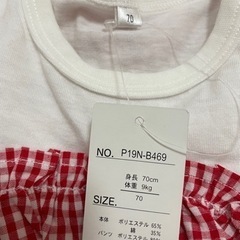 70
NO. P19N-B469
身長 70cm
体重 9kg
SIZE. 70
本体 ポリエステル 65%
綿 35%
パンツ ポリエステル